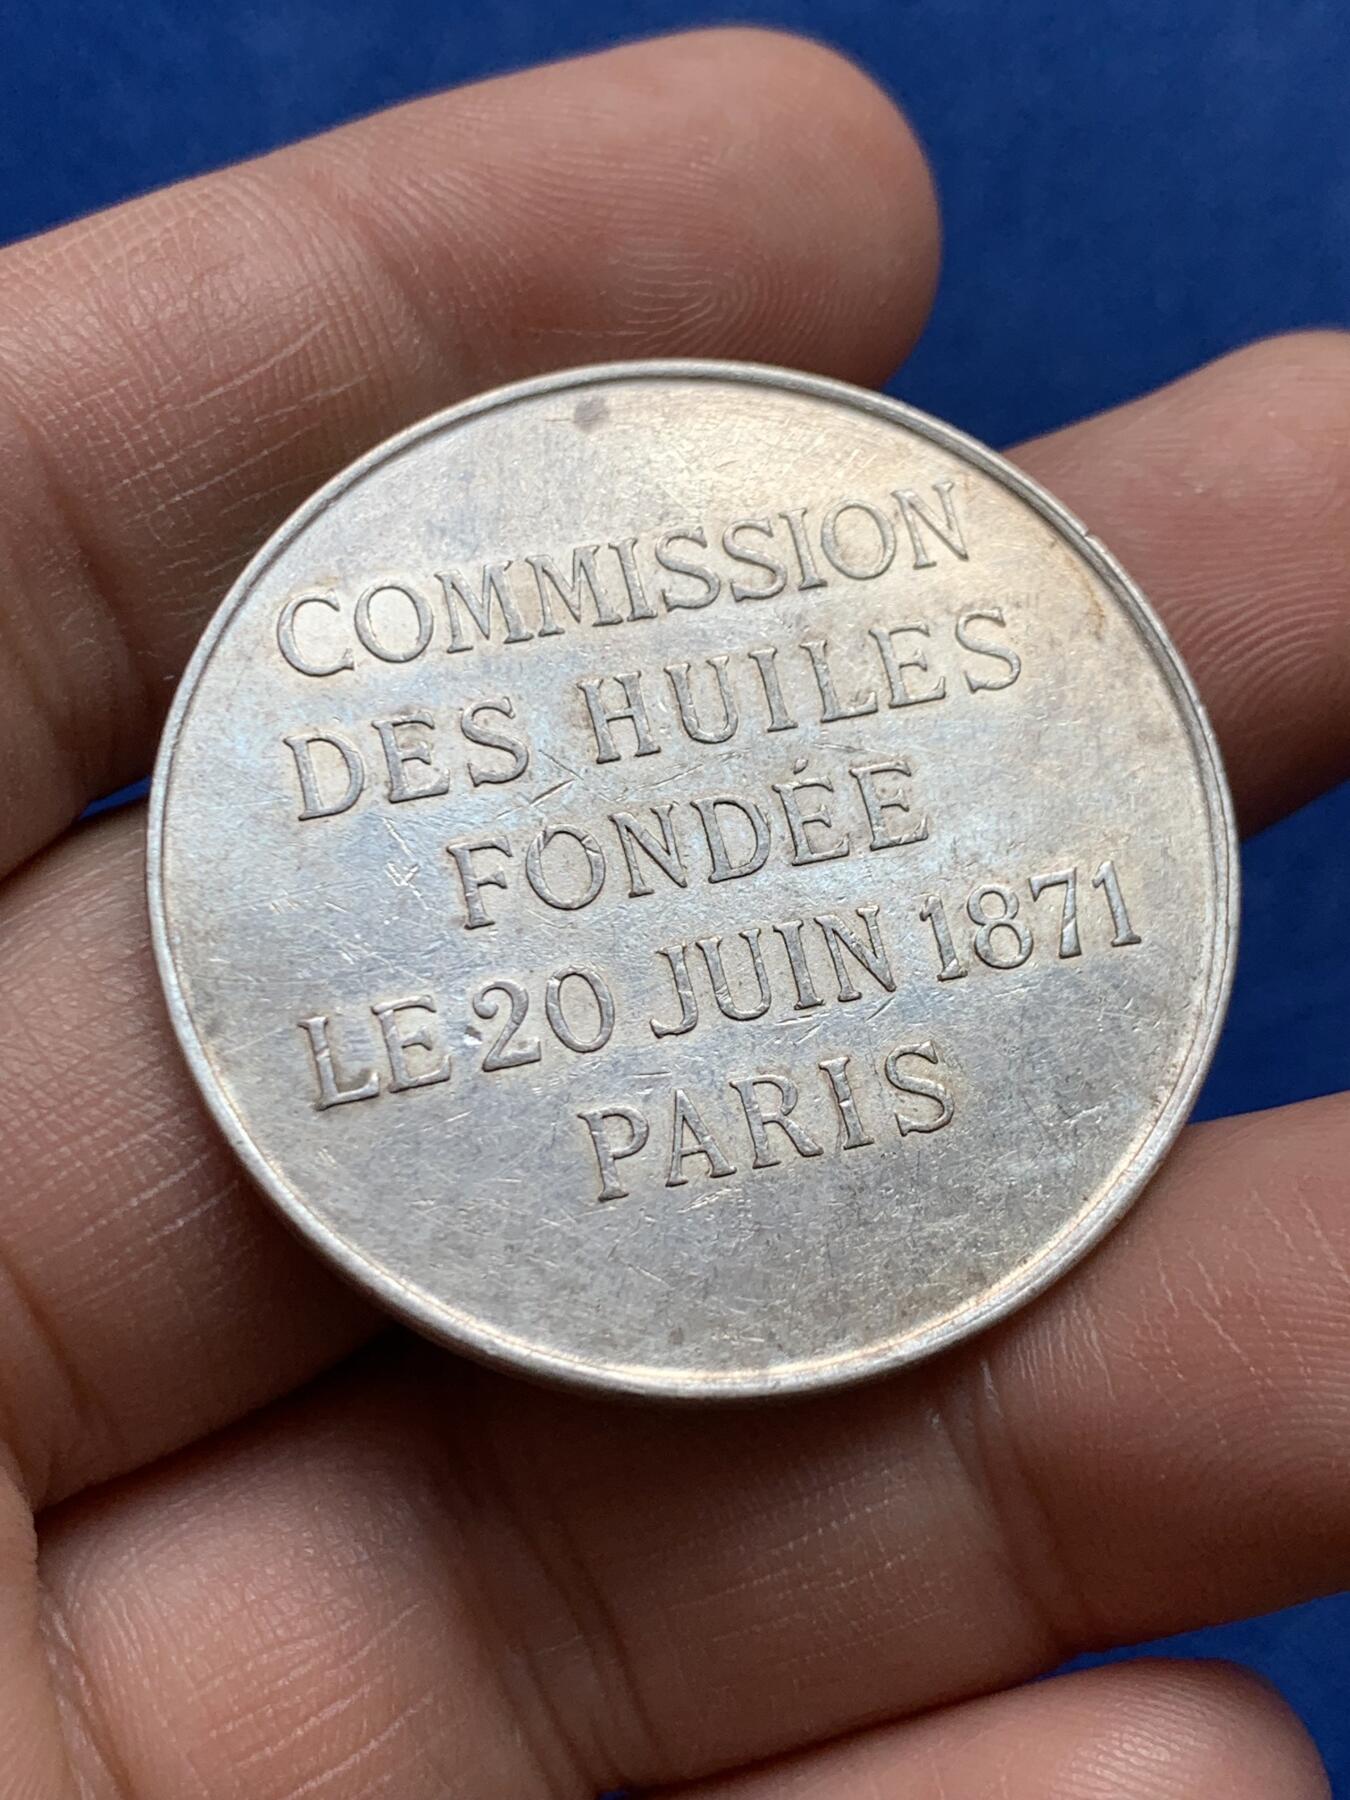 COMMISSION
DES HUILES
FONDÉE
LE 20 JUIN 1871
PARIS